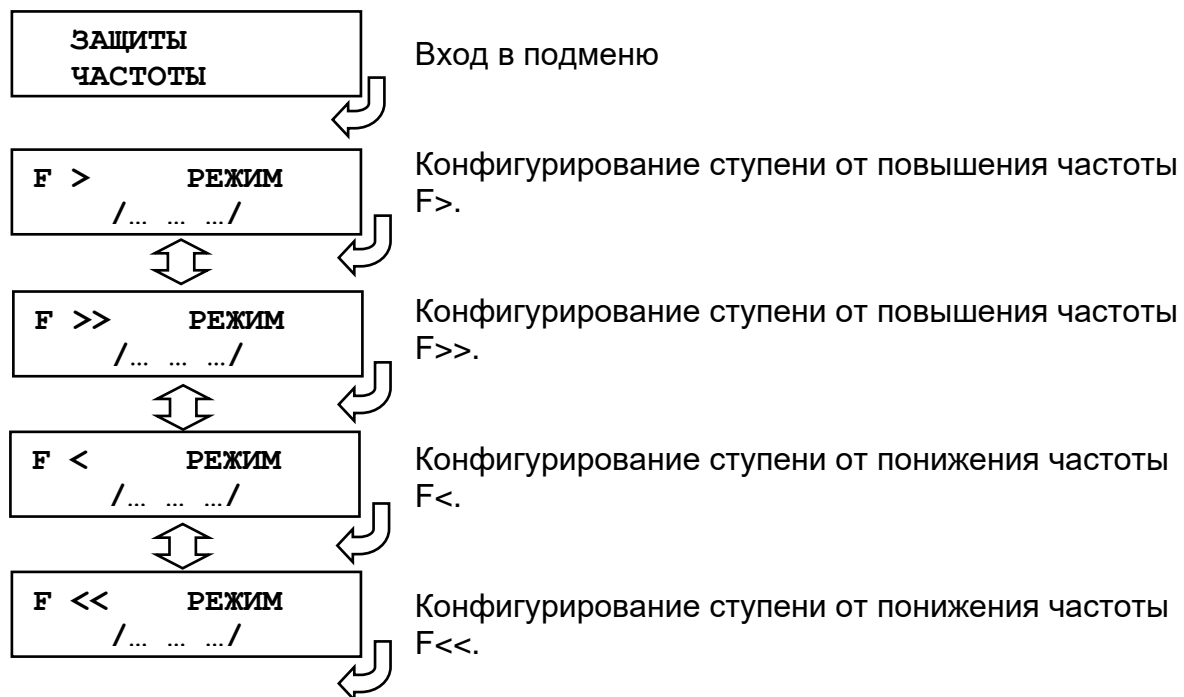 ЗАЩИТЫ
ЧАСТОТЫ
Вход в подменю
F > РЕЖИМ
/… … …/
Конфигурирование ступени от повышения частоты
F>.
F >> РЕЖИМ
/… … …/
Конфигурирование ступени от повышения частоты
F>>.
F < РЕЖИМ
/… … …/
Конфигурирование ступени от понижения частоты
F<.
F << РЕЖИМ
/… … …/
Конфигурирование ступени от понижения частоты
F<<.